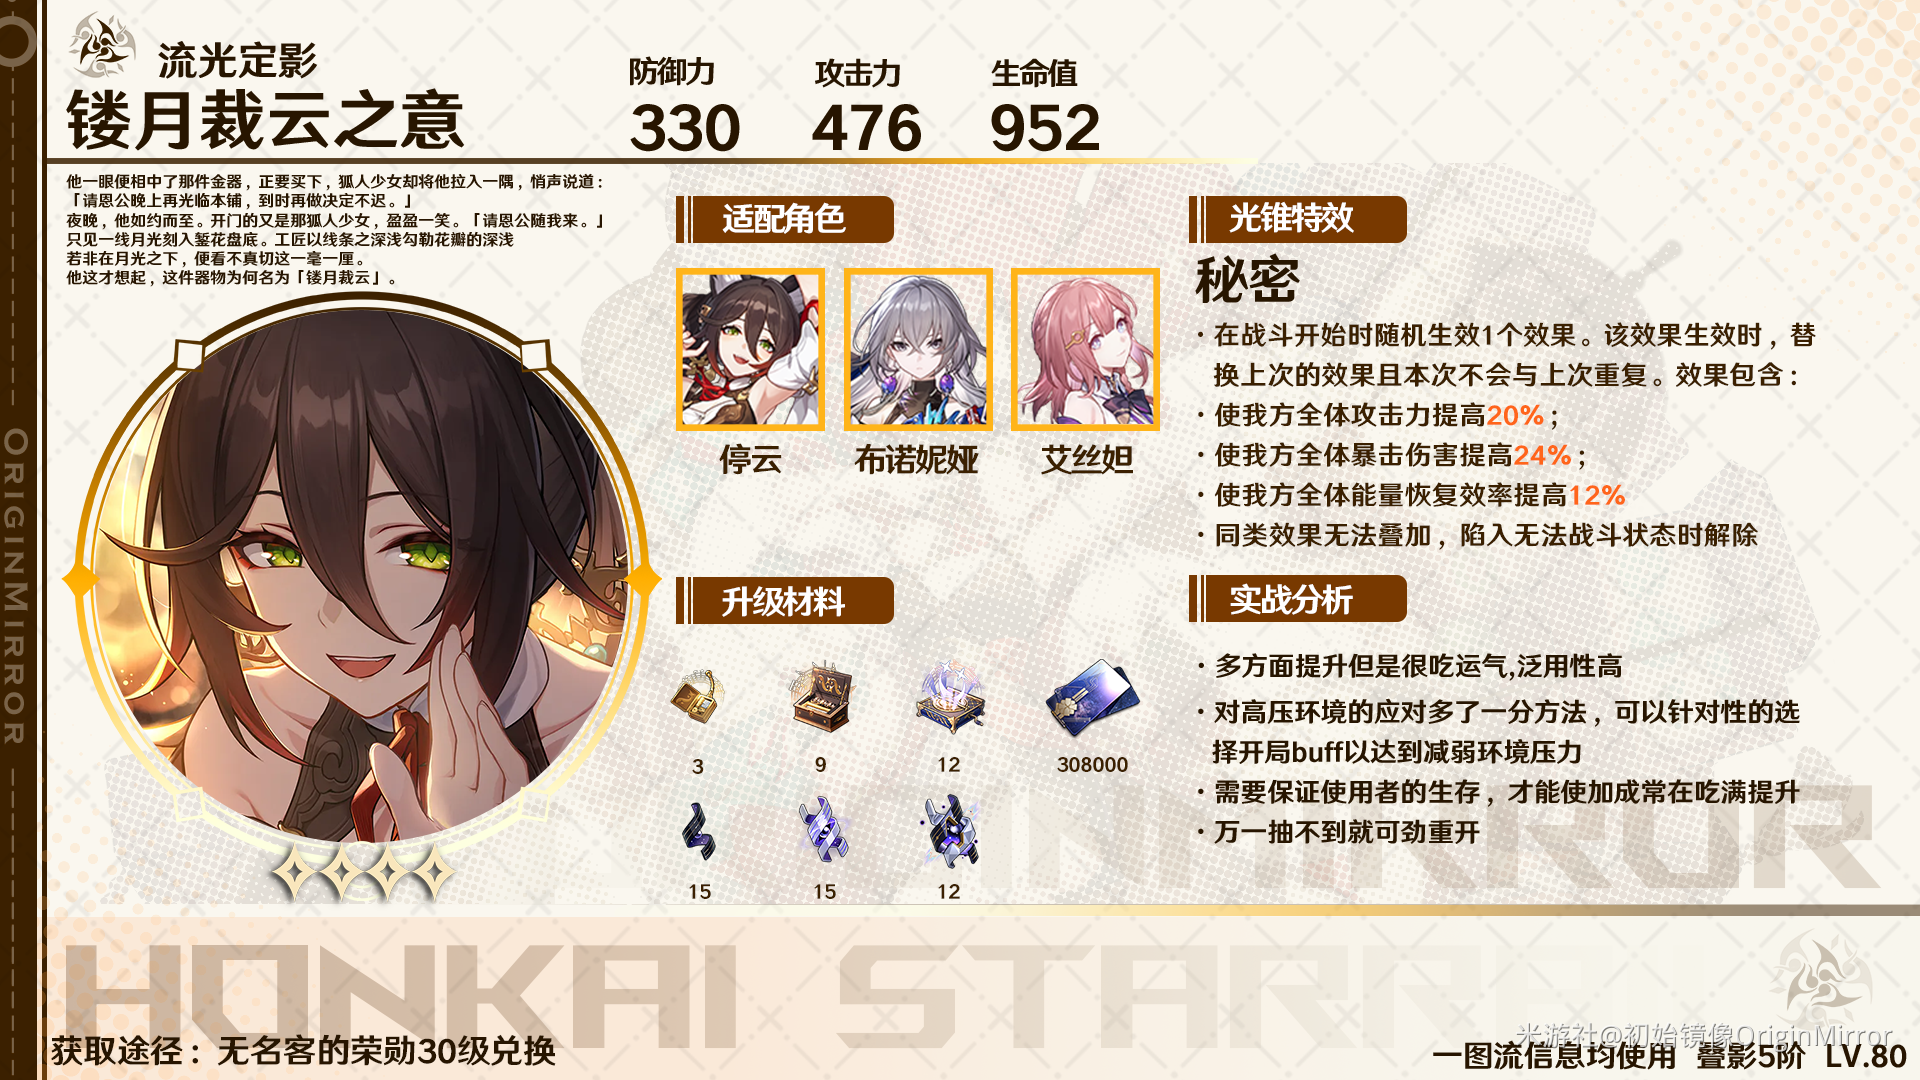 流光定影
镂月裁云之意
防御力
330
攻击力
476
生命值
952
他一眼便相中了那件金器，正要买下，狐人少女却将他拉入一隅，悄声说道：
「请恩公晚上再光临本铺，到时再做决定不迟。」
夜晚，他如约而至。开门的又是那狐人少女，盈盈一笑。「请恩公随我来。」
只见一线月光刻入錾花盘底。工匠以线条之深浅勾勒花瓣的深浅
若非在月光之下，便看不真切这一毫一厘。
他这才想起，这件器物为何名为「镂月裁云」。
适配角色
停云
布诺妮娅
艾丝妲
升级材料
3
9
12
308000
15
15
12
光锥特效
秘密
·在战斗开始时随机生效1个效果。该效果生效时，替
换上次的效果且本次不会与上次重复。效果包含：
·使我方全体攻击力提高20%；
·使我方全体暴击伤害提高24%；
·使我方全体能量恢复效率提高12%
·同类效果无法叠加，陷入无法战斗状态时解除
实战分析
·多方面提升但是很吃运气,泛用性高
·对高压环境的应对多了一分方法，可以针对性的选
择开局buff以达到减弱环境压力
·需要保证使用者的生存，才能使加成常在吃满提升
·万一抽不到就可劲重开
ORIGINMIRROR
HONKAI STARRAIL
获取途径：无名客的荣勋30级兑换
米游社@初始镜像OriginMirror
一图流信息均使用 叠影5阶 LV.80